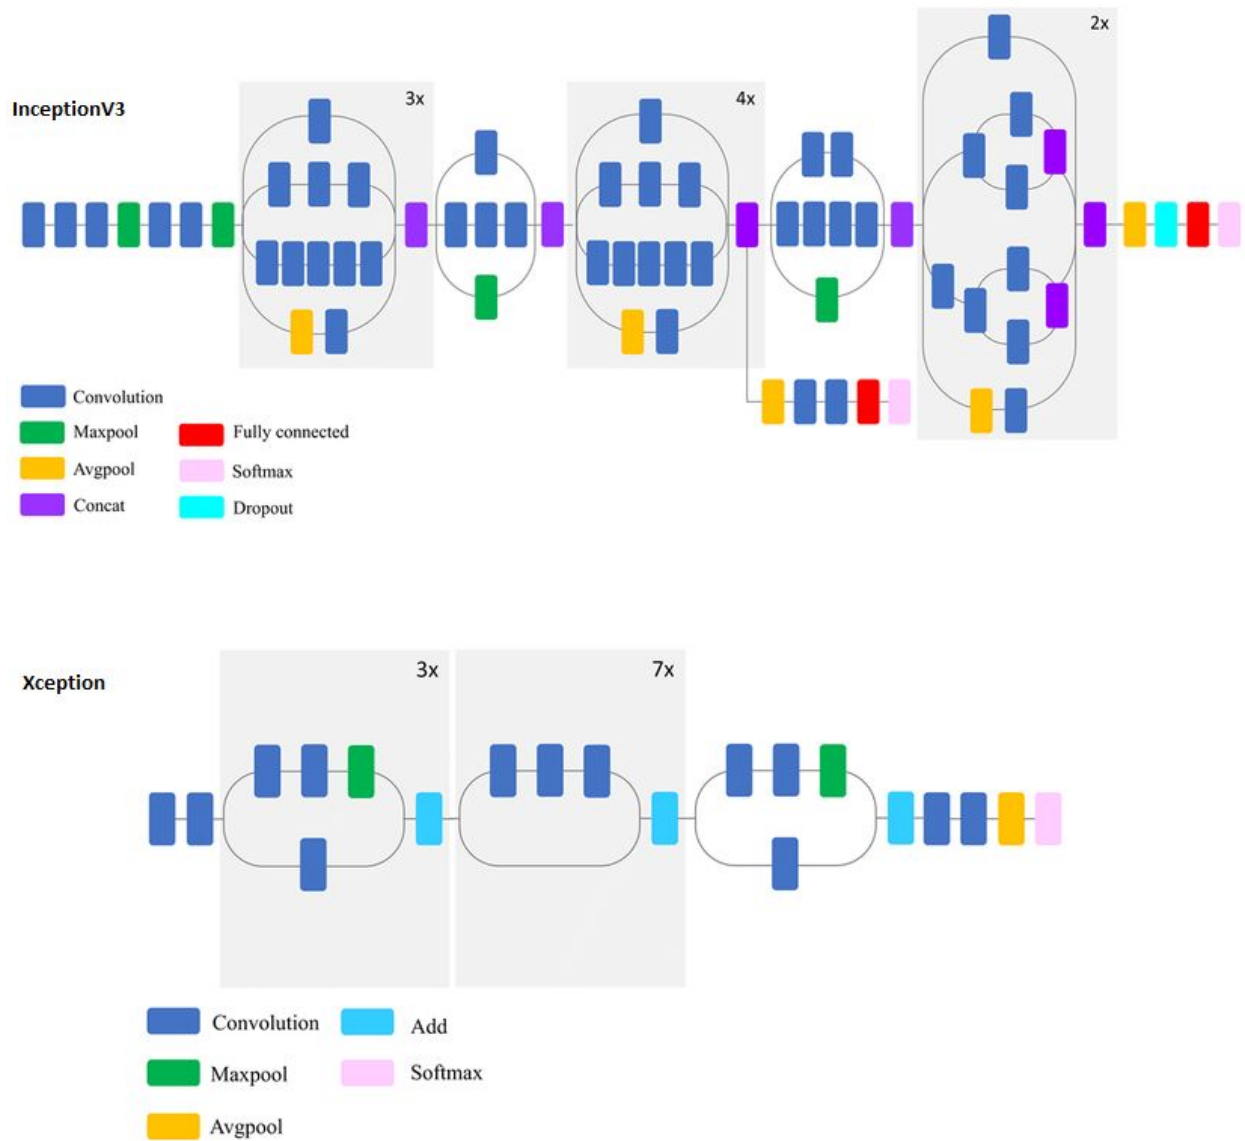 2x
3x
4x
InceptionV3
Convolution
Maxpool
Fully connected
Avgpool
Softmax
Concat
Dropout
3x
7x
Xception
Convolution
Add
Maxpool
Softmax
Avgpool